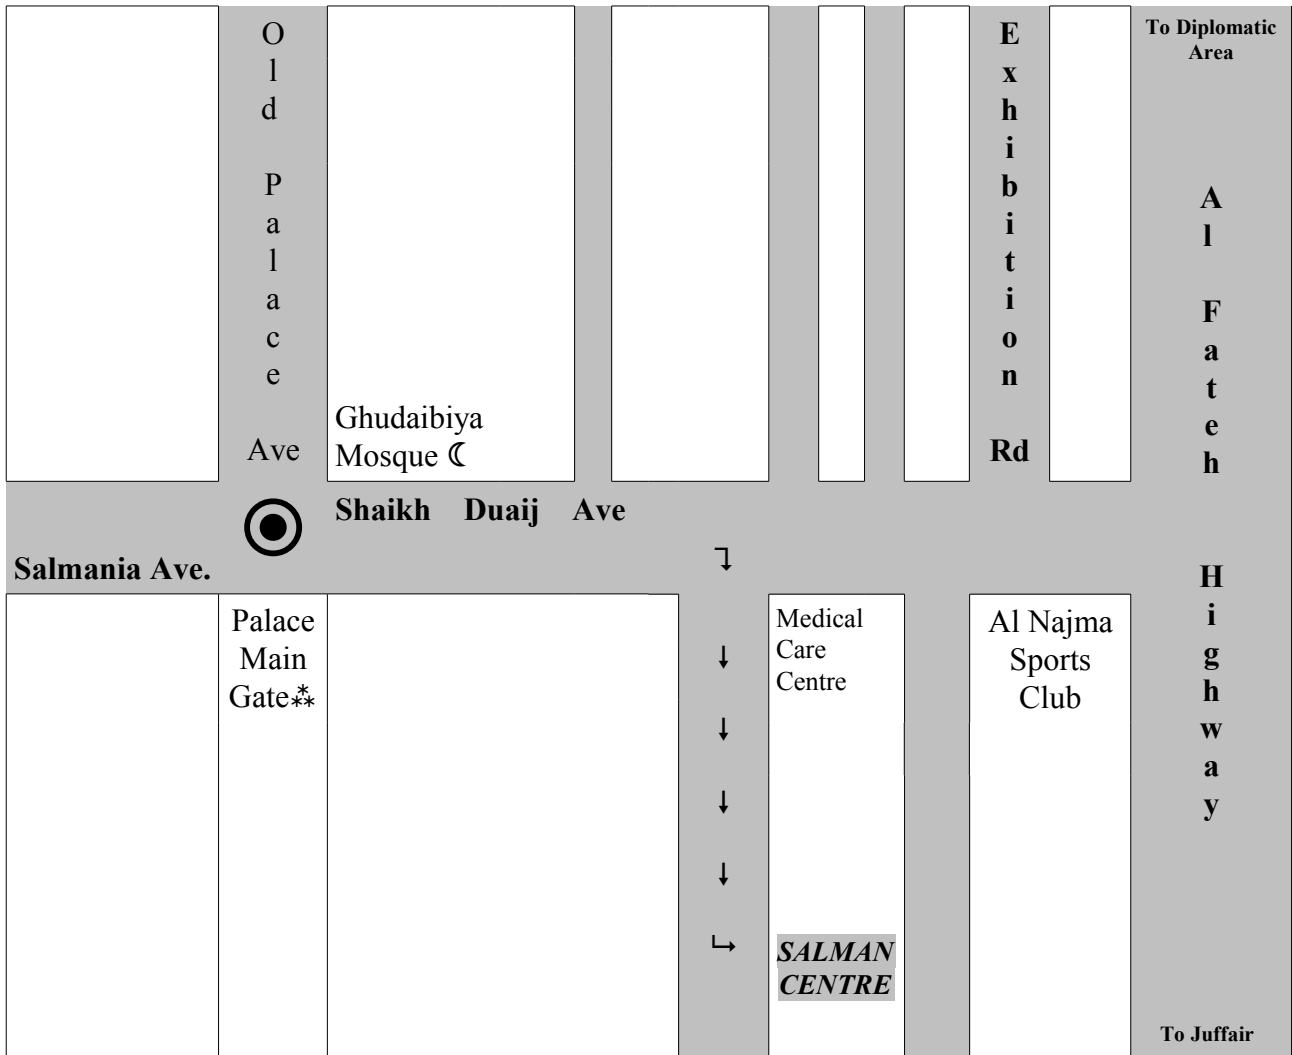 Old Palace Ave
Exhibition Rd
To Diplomatic
Area
Al Fateh Highway
Ghudaibiya
Mosque ☾
Shaikh Duaij Ave
Salmania Ave.
Palace
Main
Gate⁂
Medical
Care
Centre
Al Najma
Sports
Club
SALMAN
CENTRE
To Juffair